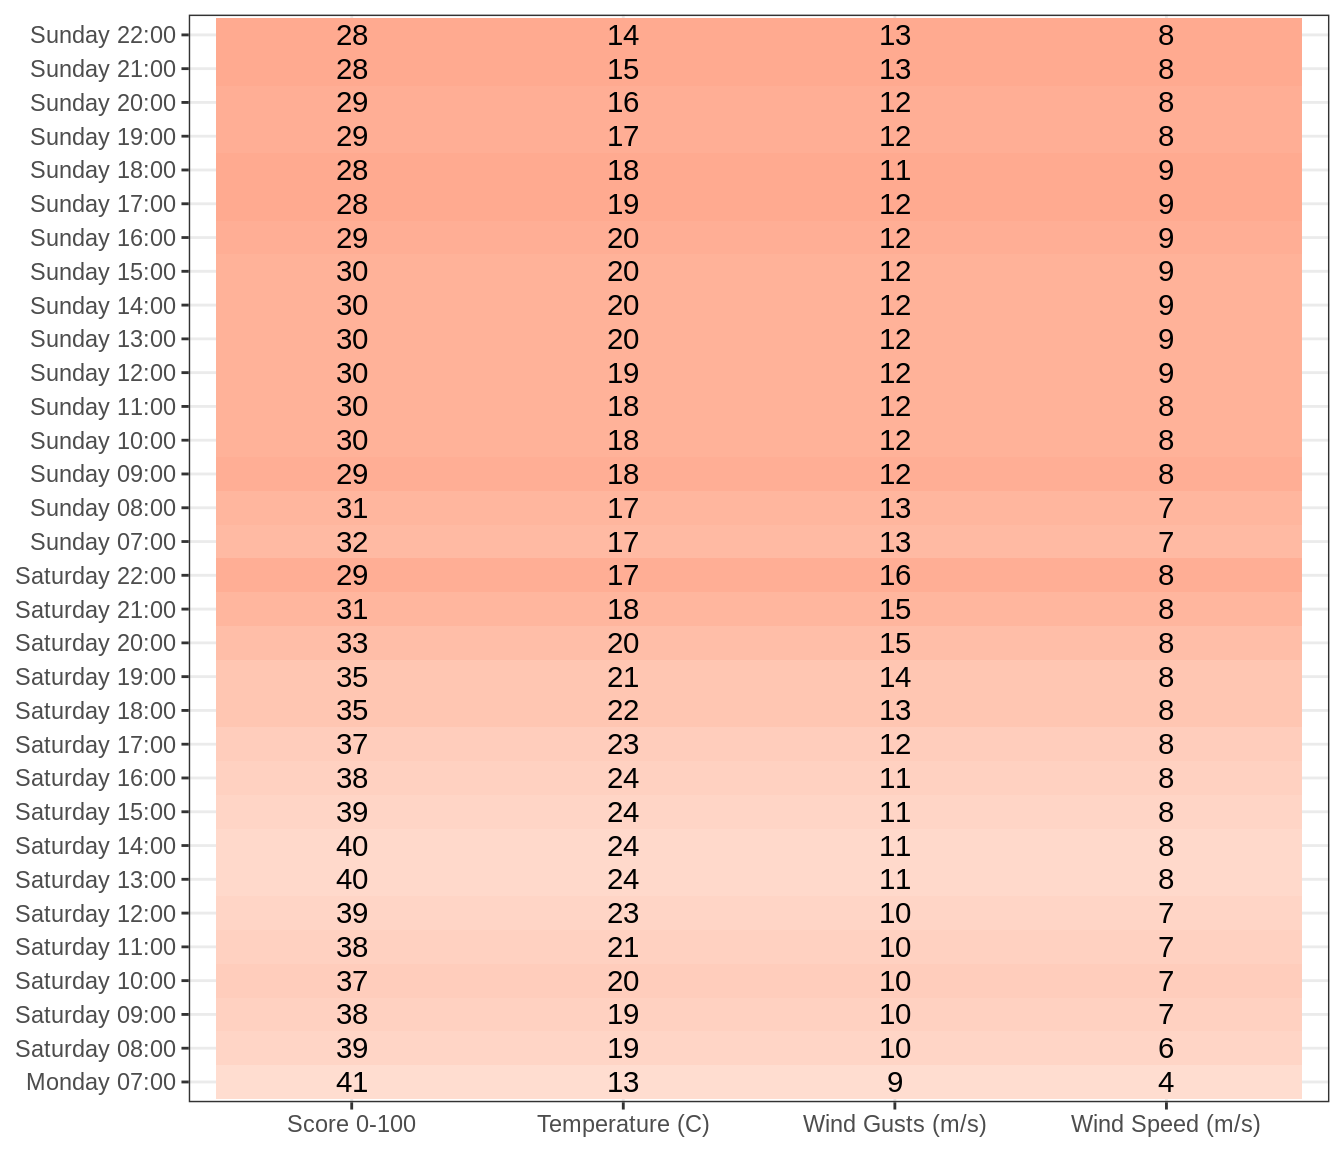 Sunday 22:00 28 14 13 8
Sunday 21:00 28 15 13 8
Sunday 20:00 29 16 12 8
Sunday 19:00 29 17 12 8
Sunday 18:00 28 18 11 9
Sunday 17:00 28 19 12 9
Sunday 16:00 29 20 12 9
Sunday 15:00 30 20 12 9
Sunday 14:00 30 20 12 9
Sunday 13:00 30 20 12 9
Sunday 12:00 30 19 12 9
Sunday 11:00 30 18 12 8
Sunday 10:00 30 18 12 8
Sunday 09:00 29 18 12 8
Sunday 08:00 31 17 13 7
Sunday 07:00 32 17 13 7
Saturday 22:00 29 17 16 8
Saturday 21:00 31 18 15 8
Saturday 20:00 33 20 15 8
Saturday 19:00 35 21 14 8
Saturday 18:00 35 22 13 8
Saturday 17:00 37 23 12 8
Saturday 16:00 38 24 11 8
Saturday 15:00 39 24 11 8
Saturday 14:00 40 24 11 8
Saturday 13:00 40 24 11 8
Saturday 12:00 39 23 10 7
Saturday 11:00 38 21 10 7
Saturday 10:00 37 20 10 7
Saturday 09:00 38 19 10 7
Saturday 08:00 39 19 10 6
Monday 07:00 41 13 9 4
Score 0-100 Temperature (C) Wind Gusts (m/s) Wind Speed (m/s)